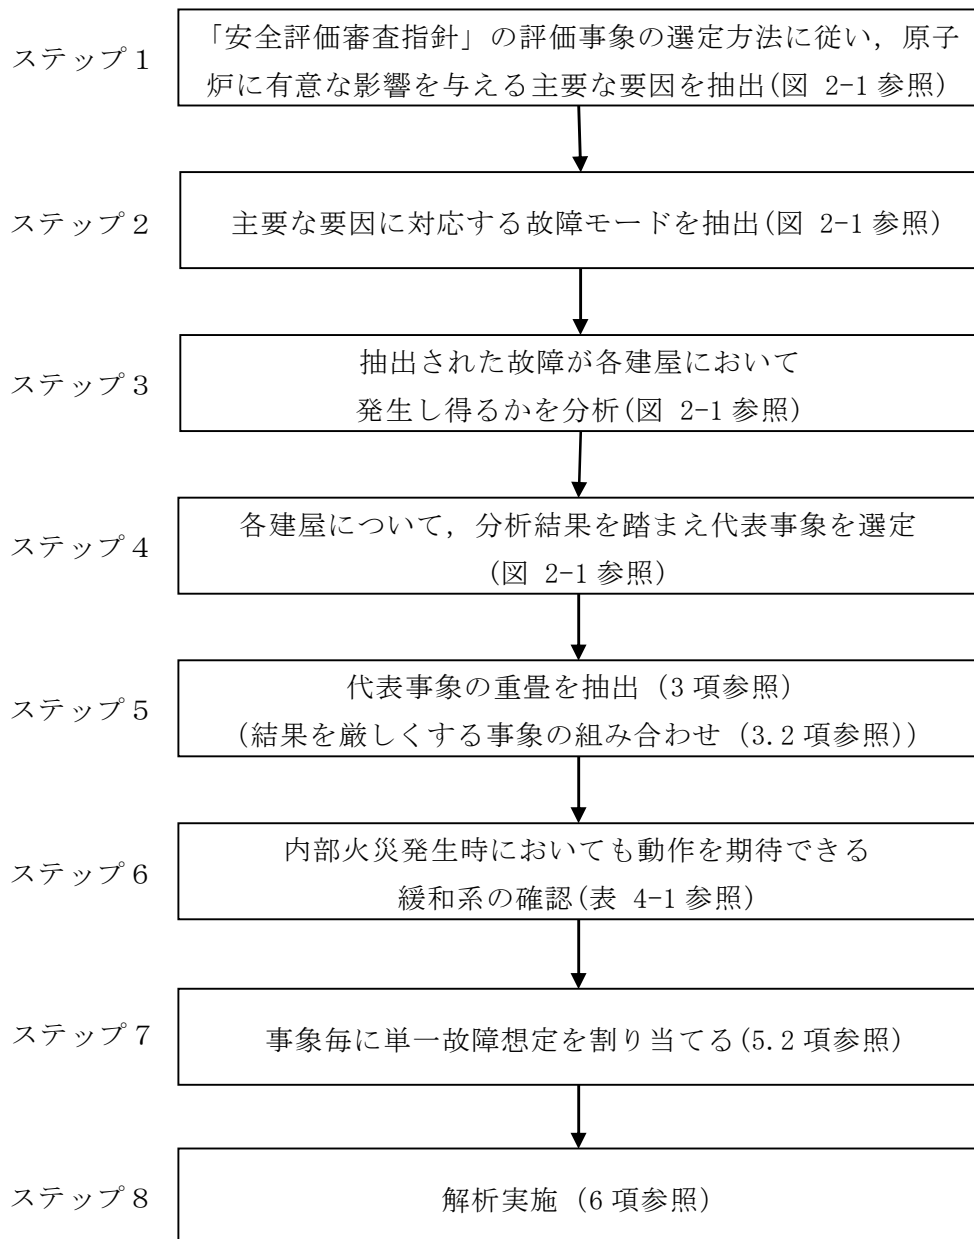 ステップ1
「安全評価審査指針」の評価事象の選定方法に従い，原子
炉に有意な影響を与える主要な要因を抽出(図 2-1 参照)
ステップ2
主要な要因に対応する故障モードを抽出(図 2-1 参照)
ステップ3
抽出された故障が各建屋において
発生し得るかを分析(図 2-1 参照)
ステップ4
各建屋について，分析結果を踏まえ代表事象を選定
(図 2-1 参照)
ステップ5
代表事象の重畳を抽出（3 項参照）
(結果を厳しくする事象の組み合わせ（3.2 項参照）)
ステップ6
内部火災発生時においても動作を期待できる
緩和系の確認(表 4-1 参照)
ステップ7
事象毎に単一故障想定を割り当てる(5.2 項参照)
ステップ8
解析実施（6 項参照）